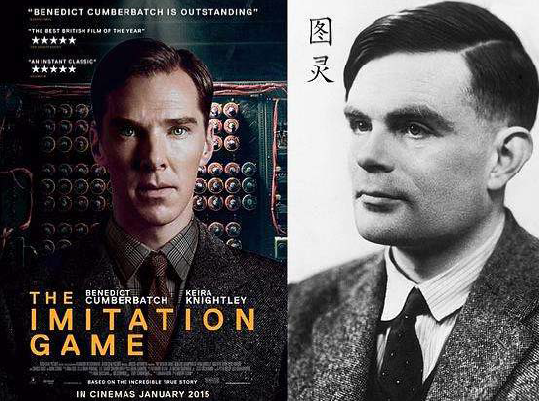 "BENEDICT CUMBERBATCH IS OUTSTANDING"
"THE BEST BRITISH FILM OF THE YEAR"
★★★★★
"AN INSTANT CLASSIC"
★★★★★
THE
BENEDICT CUMBERBATCH
KEIRA KNIGHTLEY
IMITATION
GAME
BASED ON THE INCREDIBLE TRUE STORY
IN CINEMAS JANUARY 2015
图
灵